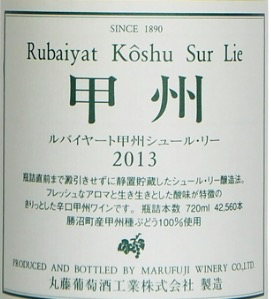 SINCE 1890
Rubaiyat Kôshu Sur Lie
甲州
ルバイヤート甲州シュール・リー
2013
瓶詰直前まで澱引きせずに静置貯蔵したシュール・リー醸造法。
フレッシュなアロマと生き生きとした酸味が特徴の
きりっとした辛口甲州ワインです。 瓶詰本数 720ml 42,560本
勝沼町産甲州種ぶどう100%使用
PRODUCED AND BOTTLED BY MARUFUJI WINERY CO.,LTD.
丸藤葡萄酒工業株式会社 製造